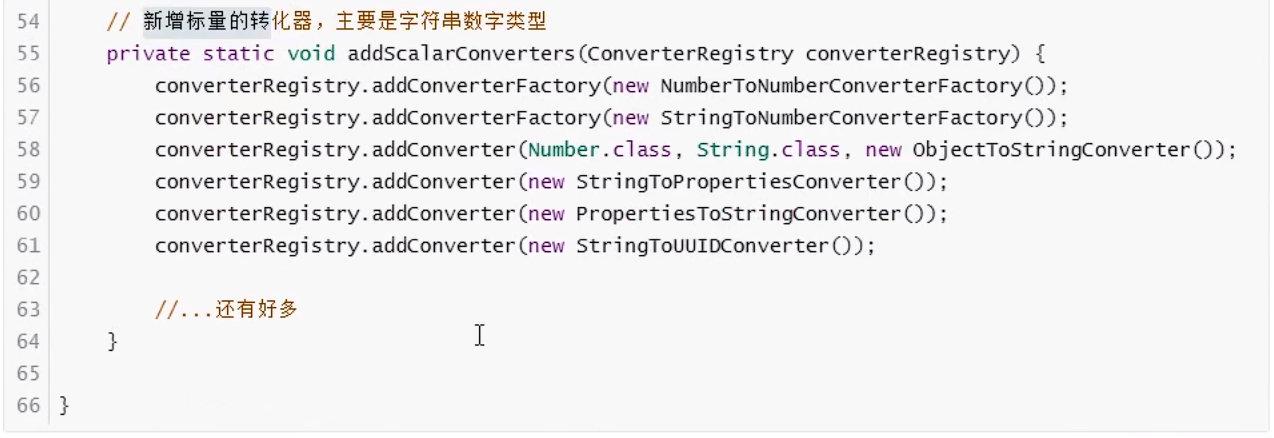 54 // 新增标量的转化器，主要是字符串数字类型
55 private static void addScalarConverters(ConverterRegistry converterRegistry) {
56 converterRegistry.addConverterFactory(new NumberToNumberConverterFactory());
57 converterRegistry.addConverterFactory(new StringToNumberConverterFactory());
58 converterRegistry.addConverter(Number.class, String.class, new ObjectToStringConverter());
59 converterRegistry.addConverter(new StringToPropertiesConverter());
60 converterRegistry.addConverter(new PropertiesToStringConverter());
61 converterRegistry.addConverter(new StringToUUIDConverter());
62
63 //...还有好多
64 }
65
66 }